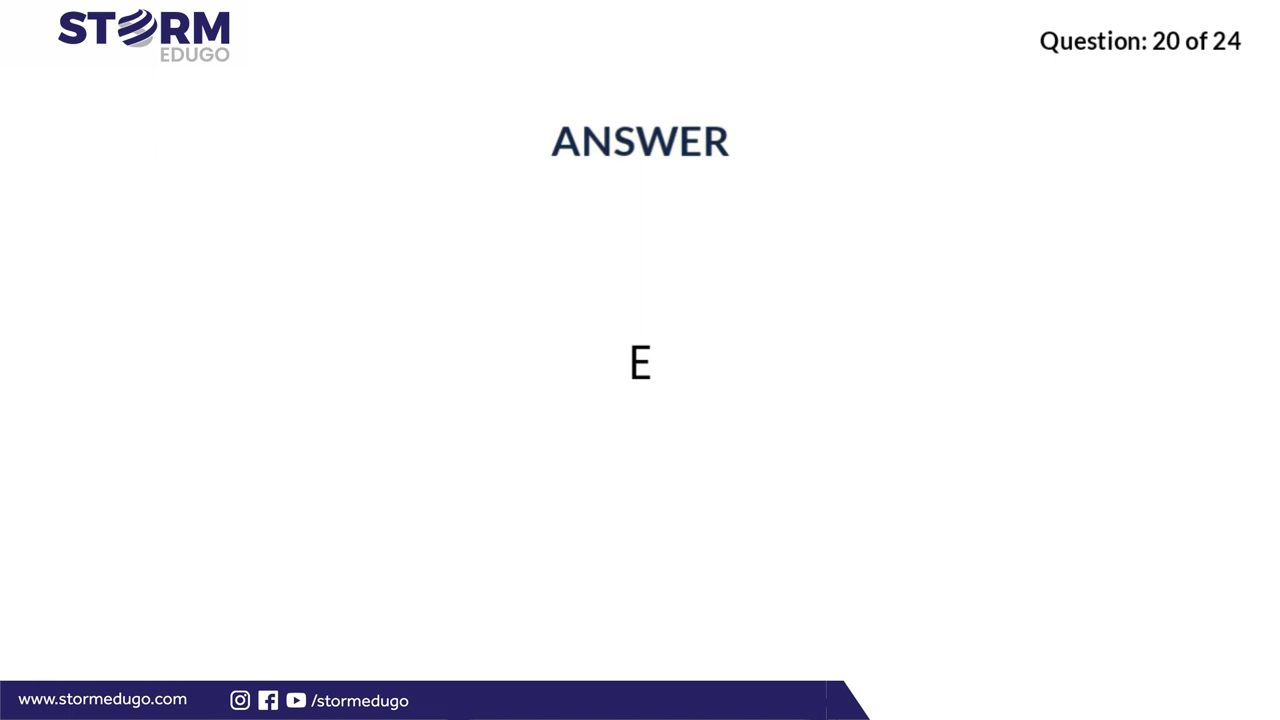 STORM
EDUGO
Question: 20 of 24
ANSWER
E
www.stormedugo.com
/stormedugo